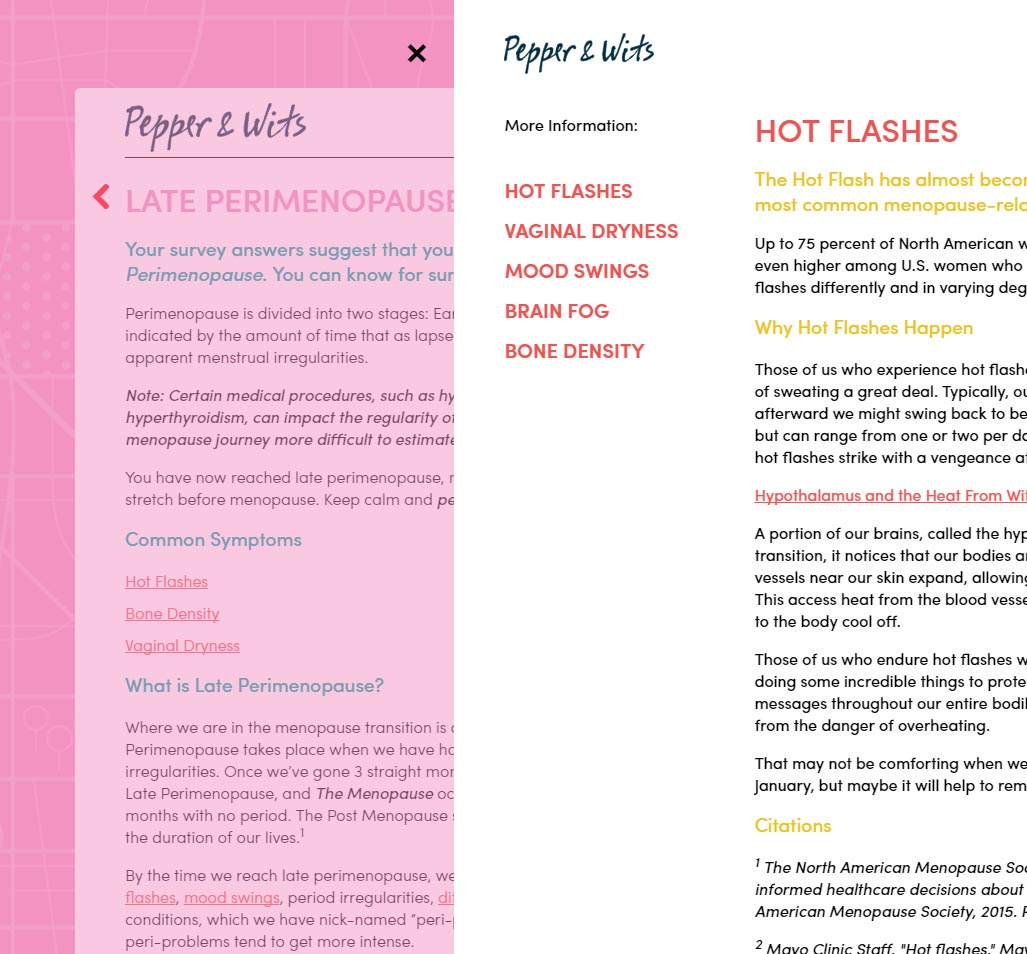 Pepper & Wits
LATE PERIMENOPAUSE
Your survey answers suggest that you
Perimenopause. You can know for sur
Perimenopause is divided into two stages: Ear
indicated by the amount of time that as lapse
apparent menstrual irregularities.
Note: Certain medical procedures, such as hy
hyperthyroidism, can impact the regularity of
menopause journey more difficult to estimate
You have now reached late perimenopause,
stretch before menopause. Keep calm and pe
Common Symptoms
Hot Flashes
Bone Density
Vaginal Dryness
What is Late Perimenopause?
Where we are in the menopause transition is
Perimenopause takes place when we have ha
irregularities. Once we've gone 3 straight mon
Late Perimenopause, and The Menopause oc
months with no period. The Post Menopause s
the duration of our lives.1
By the time we reach late perimenopause, we
flashes, mood swings, period irregularities, dif
conditions, which we have nick-named "peri-p
peri-problems tend to get more intense.
Pepper & Wits
More Information:
HOT FLASHES
VAGINAL DRYNESS
MOOD SWINGS
BRAIN FOG
BONE DENSITY
HOT FLASHES
The Hot Flash has almost becom
most common menopause-rela
Up to 75 percent of North American w
even higher among U.S. women who
flashes differently and in varying deg
Why Hot Flashes Happen
Those of us who experience hot flashe
of sweating a great deal. Typically, ou
afterward we might swing back to be
but can range from one or two per da
hot flashes strike with a vengeance at
Hypothalamus and the Heat From Wit
A portion of our brains, called the hyp
transition, it notices that our bodies ar
vessels near our skin expand, allowing
This access heat from the blood vesse
to the body cool off.
Those of us who endure hot flashes w
doing some incredible things to prote
messages throughout our entire bodil
from the danger of overheating.
That may not be comforting when we
January, but maybe it will help to rem
Citations
1 The North American Menopause Soc
informed healthcare decisions about
American Menopause Society, 2015. P
2 Mayo Clinic Staff. "Hot flashes." May